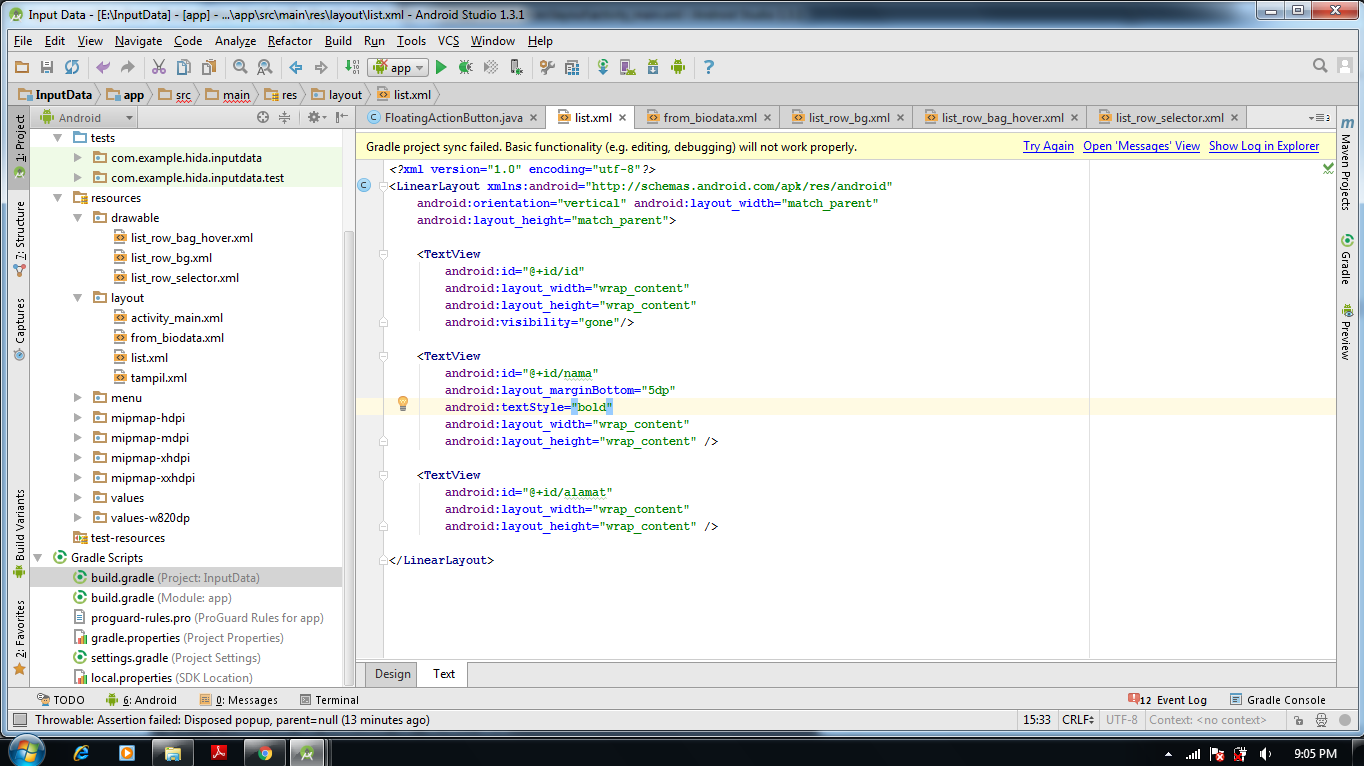 Input Data - [E:\InputData] - [app] - ...\app\src\main\res\layout\list.xml - Android Studio 1.3.1
File Edit View Navigate Code Analyze Refactor Build Run Tools VCS Window Help
app
InputData app src main res layout list.xml
Android
FloatingActionButton.java list.xml from_biodata.xml list_row_bg.xml list_row_bag_hover.xml list_row_selector.xml
Gradle project sync failed. Basic functionality (e.g. editing, debugging) will not work properly. Try Again Open 'Messages' View Show Log in Explorer
1: Project
7: Structure
Captures
Build Variants
2: Favorites
tests
com.example.hida.inputdata
com.example.hida.inputdata.test
resources
drawable
list_row_bag_hover.xml
list_row_bg.xml
list_row_selector.xml
layout
activity_main.xml
from_biodata.xml
list.xml
tampil.xml
menu
mipmap-hdpi
mipmap-mdpi
mipmap-xhdpi
mipmap-xxhdpi
values
values-w820dp
test-resources
Gradle Scripts
build.gradle (Project: InputData)
build.gradle (Module: app)
proguard-rules.pro (ProGuard Rules for app)
gradle.properties (Project Properties)
settings.gradle (Project Settings)
local.properties (SDK Location)
<?xml version="1.0" encoding="utf-8"?>
<LinearLayout xmlns:android="http://schemas.android.com/apk/res/android"
android:orientation="vertical" android:layout_width="match_parent"
android:layout_height="match_parent">
<TextView
android:id="@+id/id"
android:layout_width="wrap_content"
android:layout_height="wrap_content"
android:visibility="gone"/>
<TextView
android:id="@+id/nama"
android:layout_marginBottom="5dp"
android:textStyle="bold"
android:layout_width="wrap_content"
android:layout_height="wrap_content" />
<TextView
android:id="@+id/alamat"
android:layout_width="wrap_content"
android:layout_height="wrap_content" />
</LinearLayout>
Maven Projects
Gradle
Preview
Design Text
TODO 6: Android 0: Messages Terminal 12 Event Log Gradle Console
Throwable: Assertion failed: Disposed popup, parent=null (13 minutes ago) 15:33 CRLF UTF-8 Context: <no context>
9:05 PM